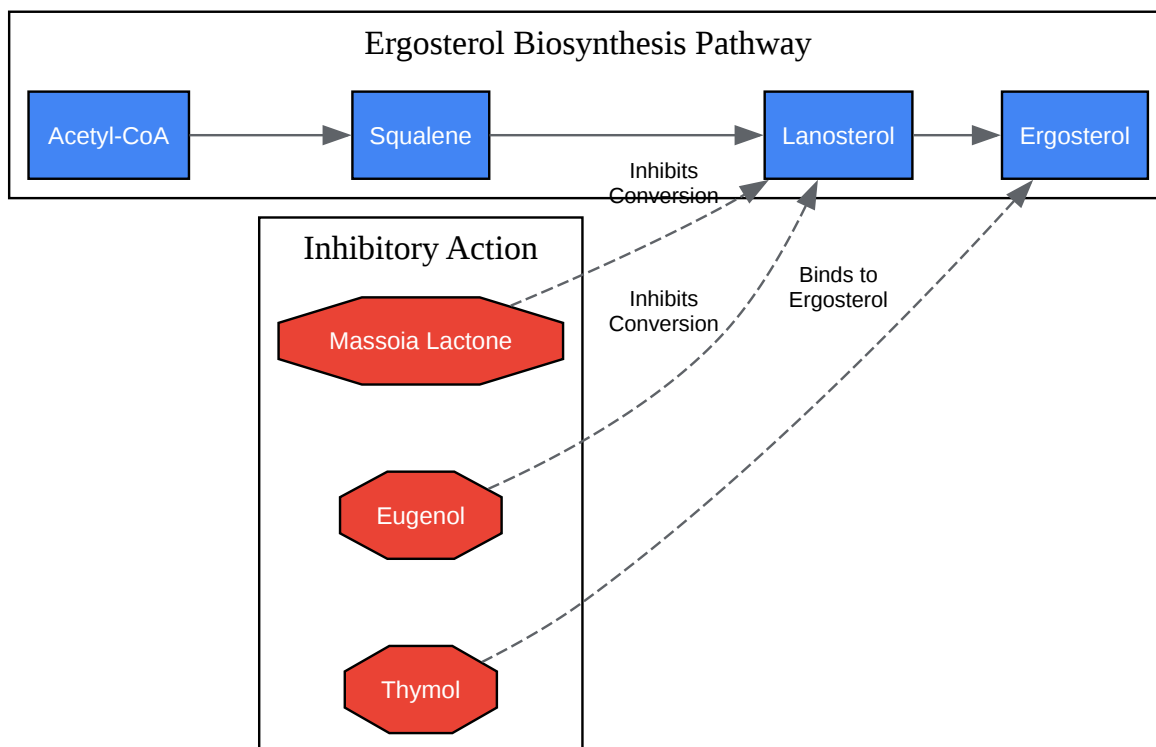 Ergosterol Biosynthesis Pathway
Acetyl-CoA
Squalene
Lanosterol
Ergosterol
Inhibits
Conversion
Inhibitory Action
Binds to
Ergosterol
Inhibits
Conversion
Massoia Lactone
Eugenol
Thymol